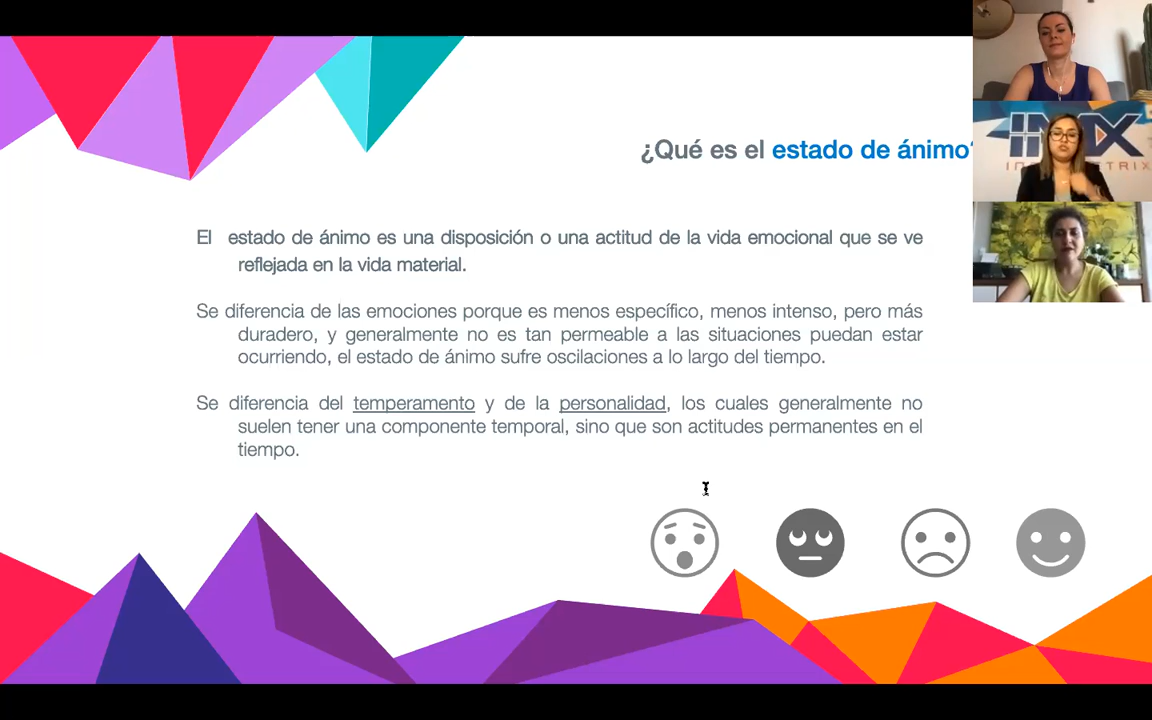 ¿Qué es el estado de ánimo?
El estado de ánimo es una disposición o una actitud de la vida emocional que se ve
reflejada en la vida material.
Se diferencia de las emociones porque es menos específico, menos intenso, pero más
duradero, y generalmente no es tan permeable a las situaciones puedan estar
ocurriendo, el estado de ánimo sufre oscilaciones a lo largo del tiempo.
Se diferencia del temperamento y de la personalidad, los cuales generalmente no
suelen tener una componente temporal, sino que son actitudes permanentes en el
tiempo.